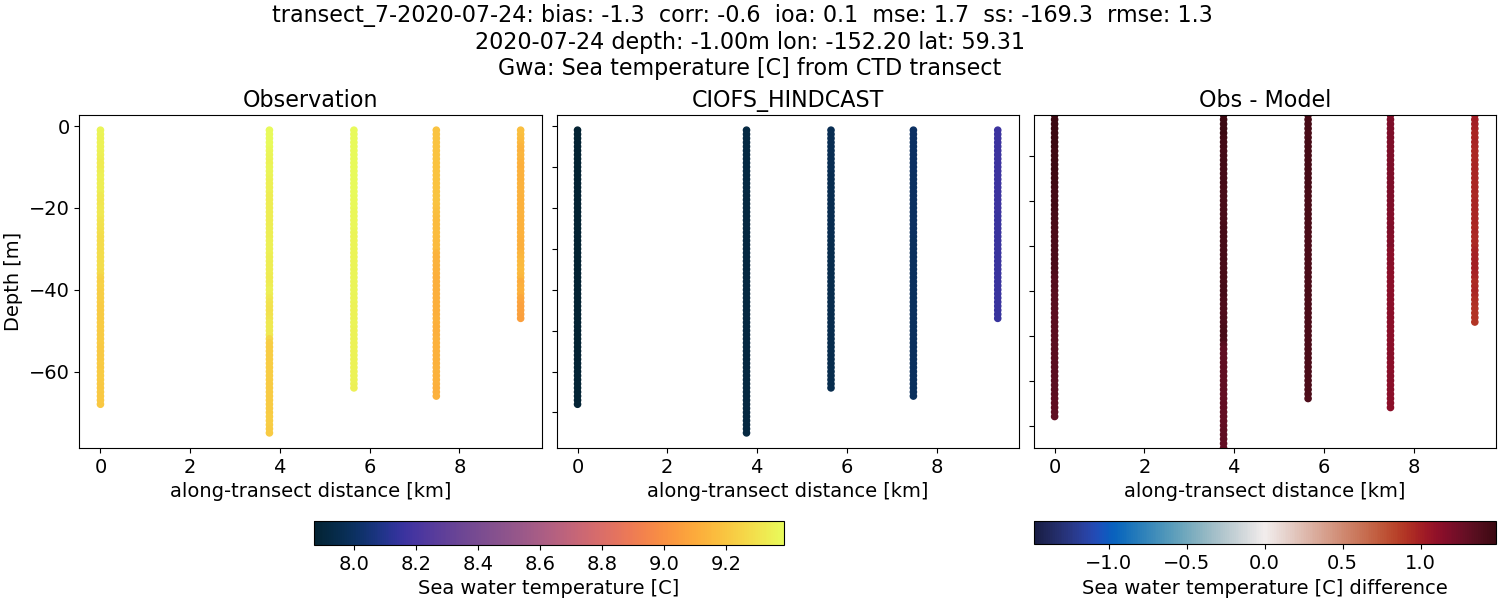 transect_7-2020-07-24: bias: -1.3 corr: -0.6 ioa: 0.1 mse: 1.7 ss: -169.3 rmse: 1.3
2020-07-24 depth: -1.00m lon: -152.20 lat: 59.31
Gwa: Sea temperature [C] from CTD transect
Observation
CIOFS_HINDCAST
Obs - Model
0
−20
−40
−60
Depth [m]
0 2 4 6 8
0 2 4 6 8
0 2 4 6 8
along-transect distance [km]
along-transect distance [km]
along-transect distance [km]
8.0 8.2 8.4 8.6 8.8 9.0 9.2
Sea water temperature [C]
−1.0 −0.5 0.0 0.5 1.0
Sea water temperature [C] difference